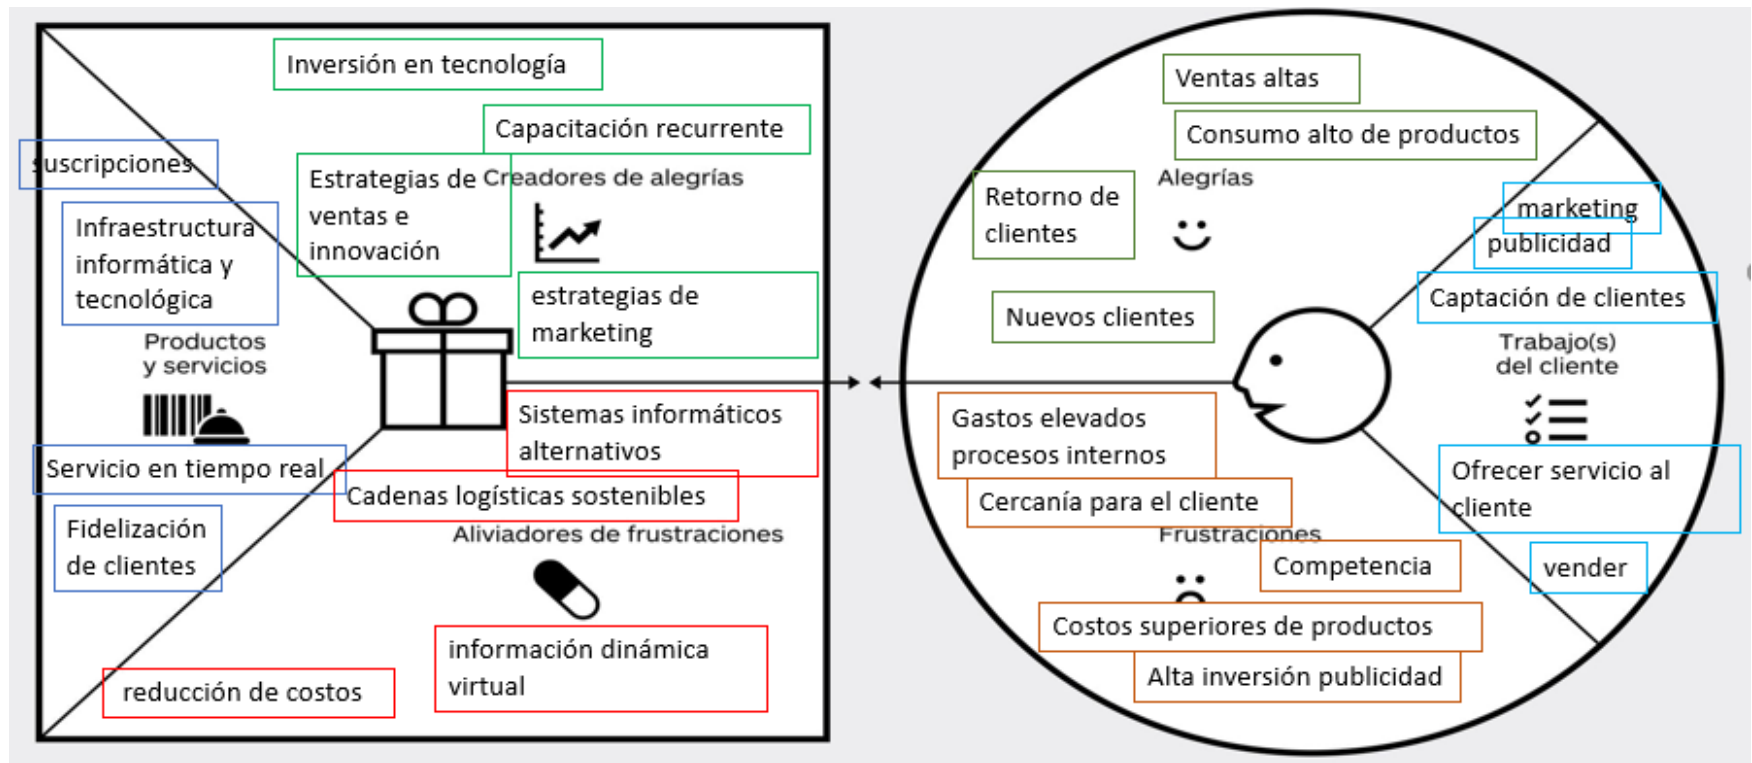 Inversión en tecnología
Capacitación recurrente
suscripciones
Estrategias de
ventas e
innovación
Creadores de alegrías
Infraestructura
informática y
tecnológica
estrategias de
marketing
Productos
y servicios
Sistemas informáticos
alternativos
Servicio en tiempo real
Cadenas logísticas sostenibles
Fidelización
de clientes
Aliviadores de frustraciones
información dinámica
virtual
reducción de costos
Ventas altas
Consumo alto de productos
Alegrías
Retorno de
clientes
marketing
publicidad
Captación de clientes
Nuevos clientes
Trabajo(s)
del cliente
Gastos elevados
procesos internos
Cercanía para el cliente
Ofrecer servicio al
cliente
Frustraciones
Competencia
vender
Costos superiores de productos
Alta inversión publicidad